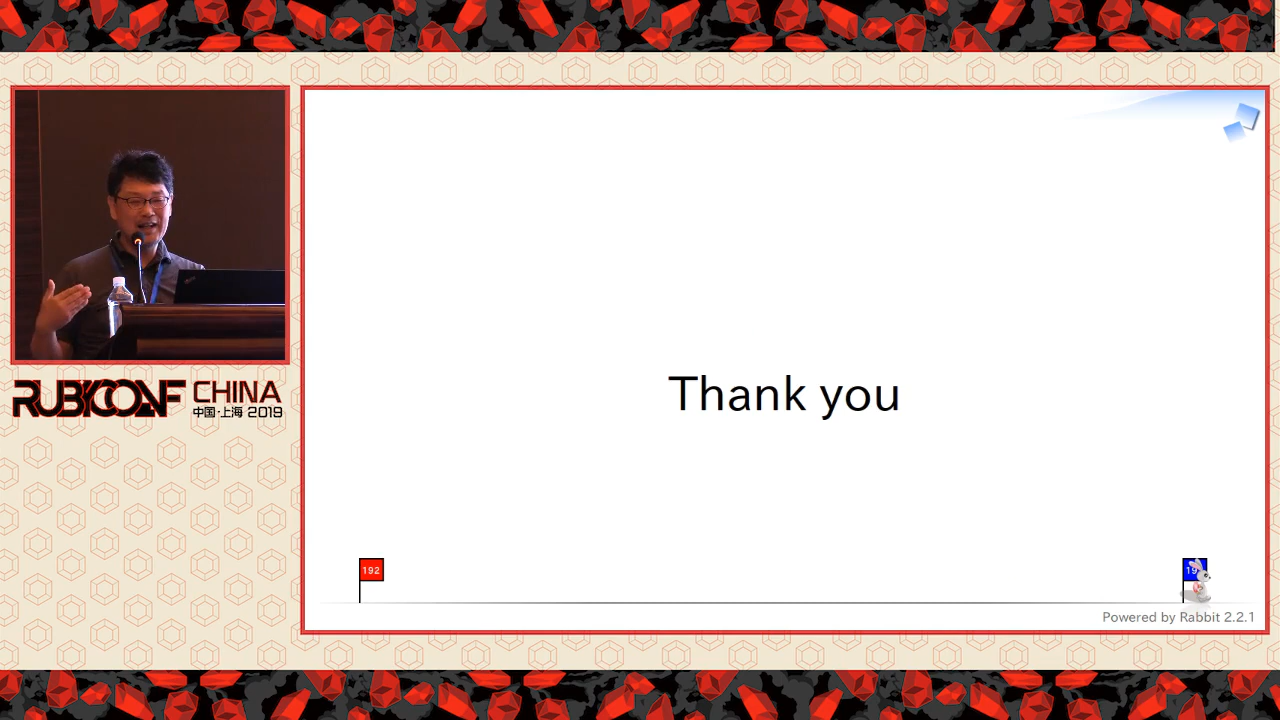 RUBYCONF CHINA
中国·上海 2019
Thank you
192
Powered by Rabbit 2.2.1